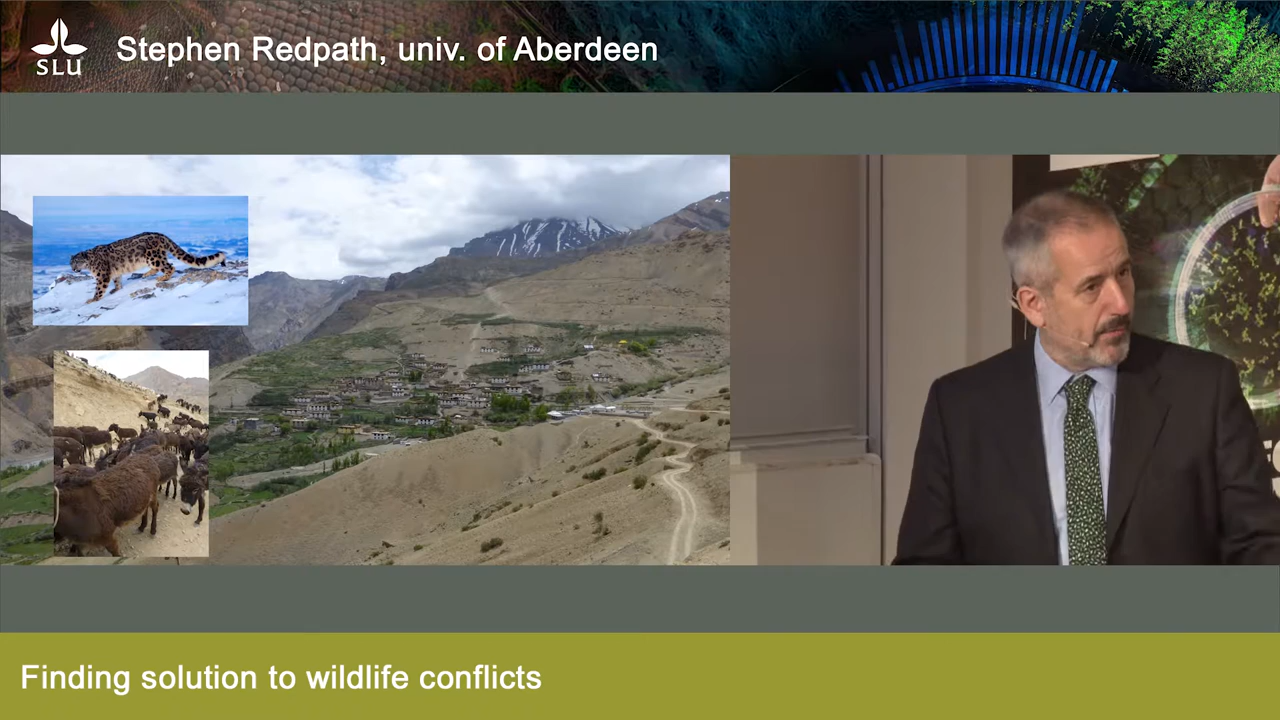 SLU
Stephen Redpath, univ. of Aberdeen
Finding solution to wildlife conflicts